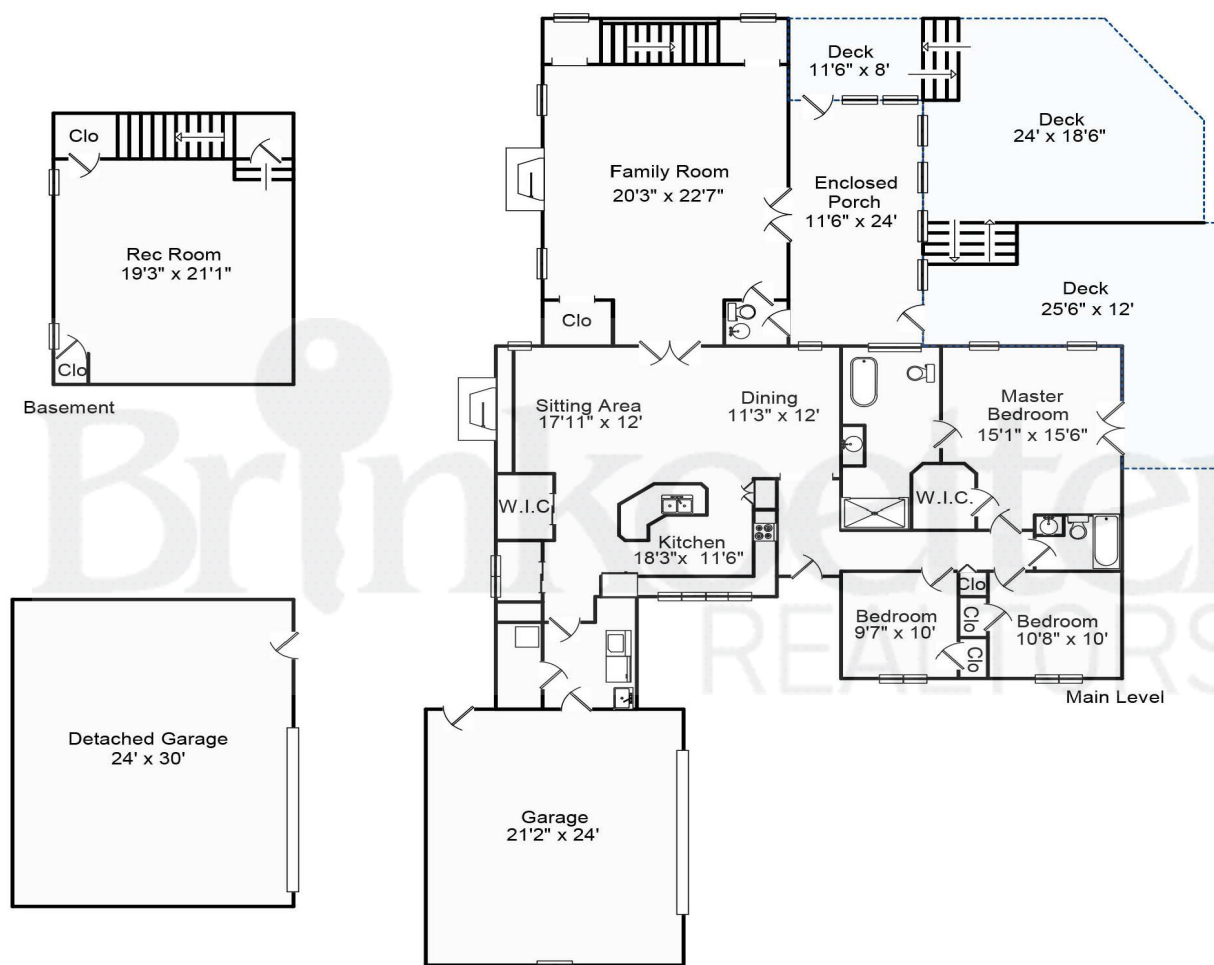 Deck
11'6" x 8'
Deck
24' x 18'6"
Clo
Family Room
20'3" x 22'7"
Enclosed
Porch
11'6" x 24'
Rec Room
19'3" x 21'1"
Deck
25'6" x 12'
Clo
Clo
Basement
Sitting Area
17'11" x 12'
Dining
11'3" x 12'
Master
Bedroom
15'1" x 15'6"
W.I.C.
W.I.C.
Kitchen
18'3"x 11'6"
Clo
Clo
Clo
Bedroom
9'7" x 10'
Bedroom
10'8" x 10'
Main Level
Detached Garage
24' x 30'
Garage
21'2" x 24'
REALTORS